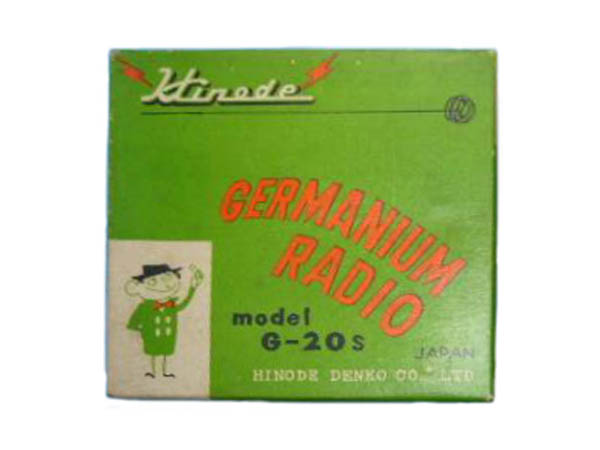 Hinode
GERMANIUM
RADIO
model
G-20S
JAPAN
HINODE DENKO CO. LTD